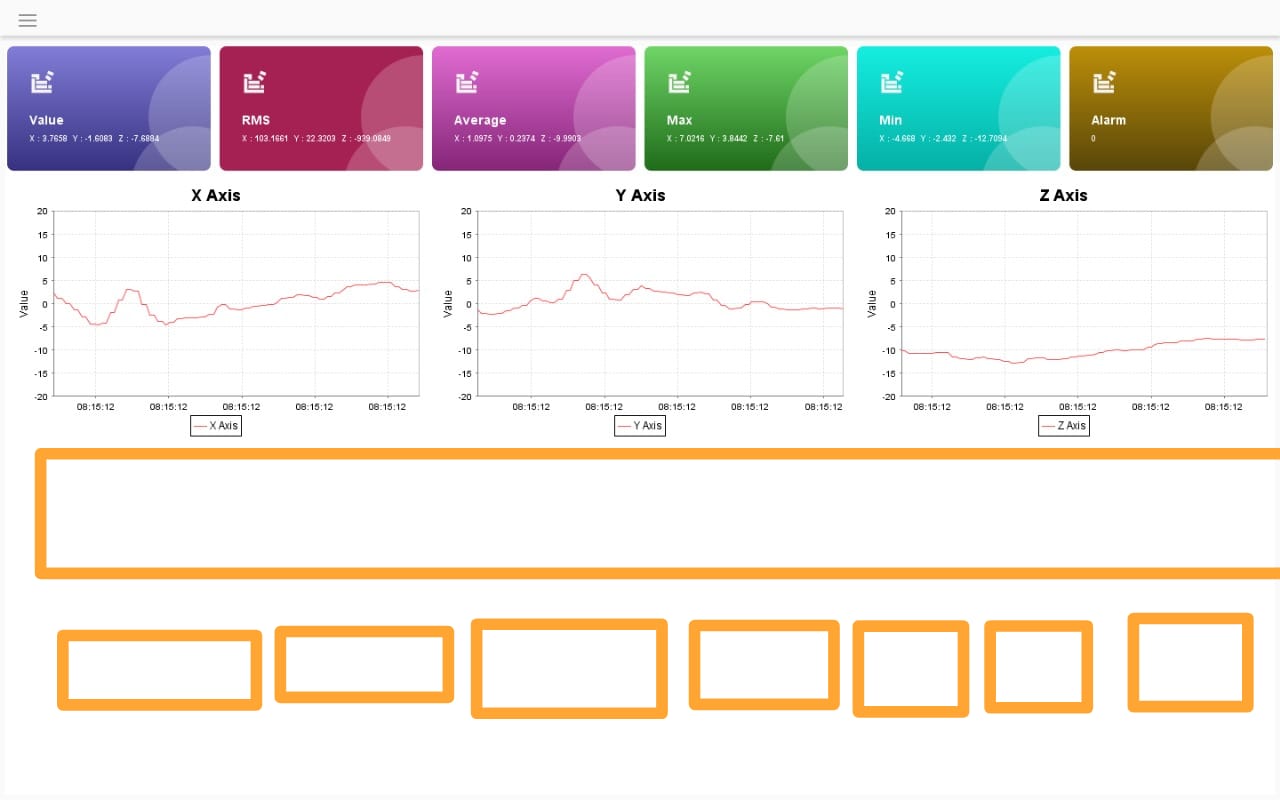 Value
X : 3.7658 Y : -1.6083 Z : -7.6884
RMS
X : 103.1661 Y : 22.3203 Z : -939.0849
Average
X : 1.0975 Y : 0.2374 Z : -9.9903
Max
X : 7.0216 Y : 3.8442 Z : -7.61
Min
X : -4.668 Y : -2.432 Z : -12.7094
Alarm
0
X Axis
20
15
10
5
0
-5
-10
-15
-20
Value
08:15:12 08:15:12 08:15:12 08:15:12 08:15:12
X Axis
Y Axis
20
15
10
5
0
-5
-10
-15
-20
Value
08:15:12 08:15:12 08:15:12 08:15:12 08:15:12
Y Axis
Z Axis
20
15
10
5
0
-5
-10
-15
-20
Value
08:15:12 08:15:12 08:15:12 08:15:12 08:15:12
Z Axis